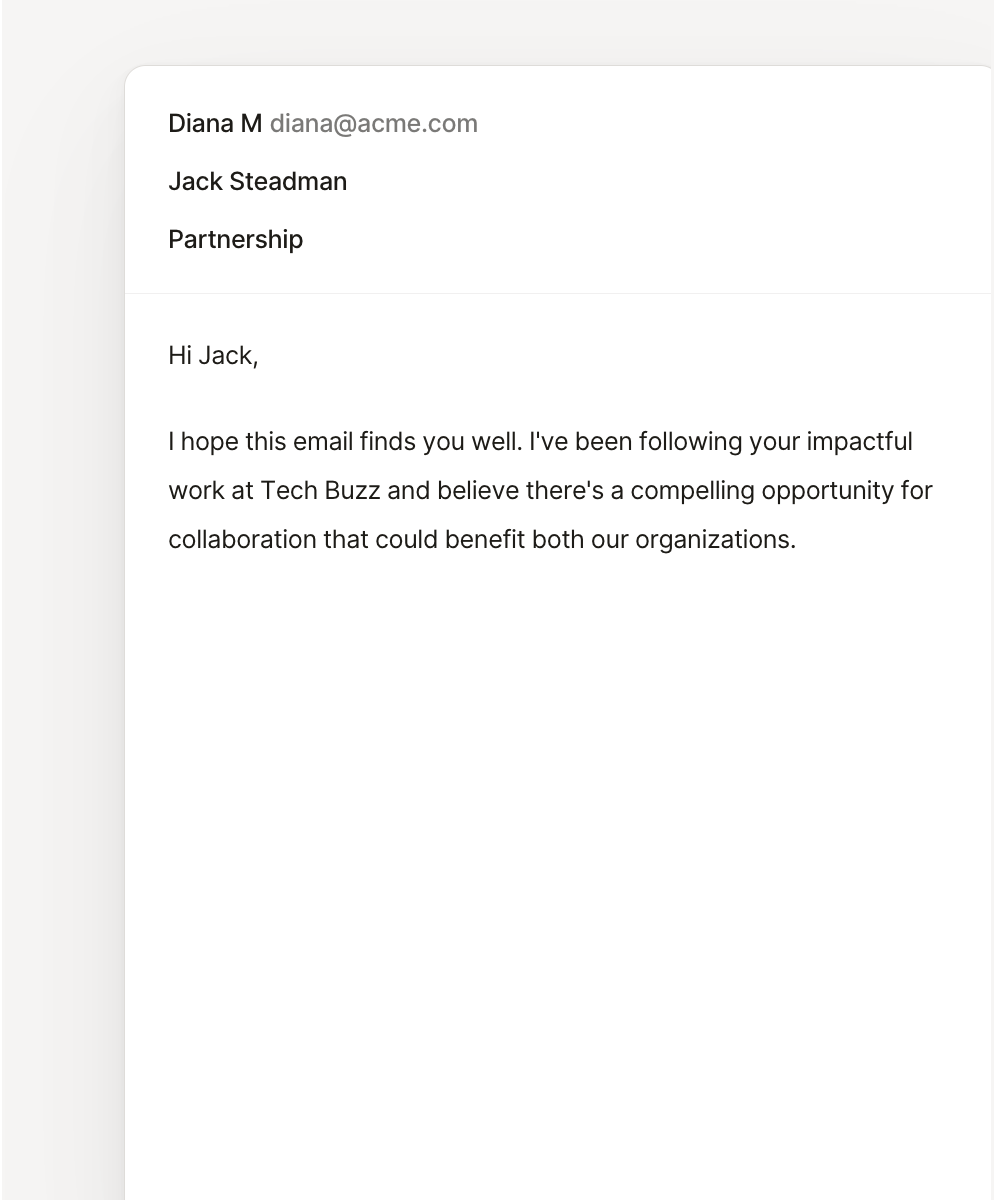 Diana M diana@acme.com
Jack Steadman
Partnership
Hi Jack,
I hope this email finds you well. I've been following your impactful
work at Tech Buzz and believe there's a compelling opportunity for
collaboration that could benefit both our organizations.